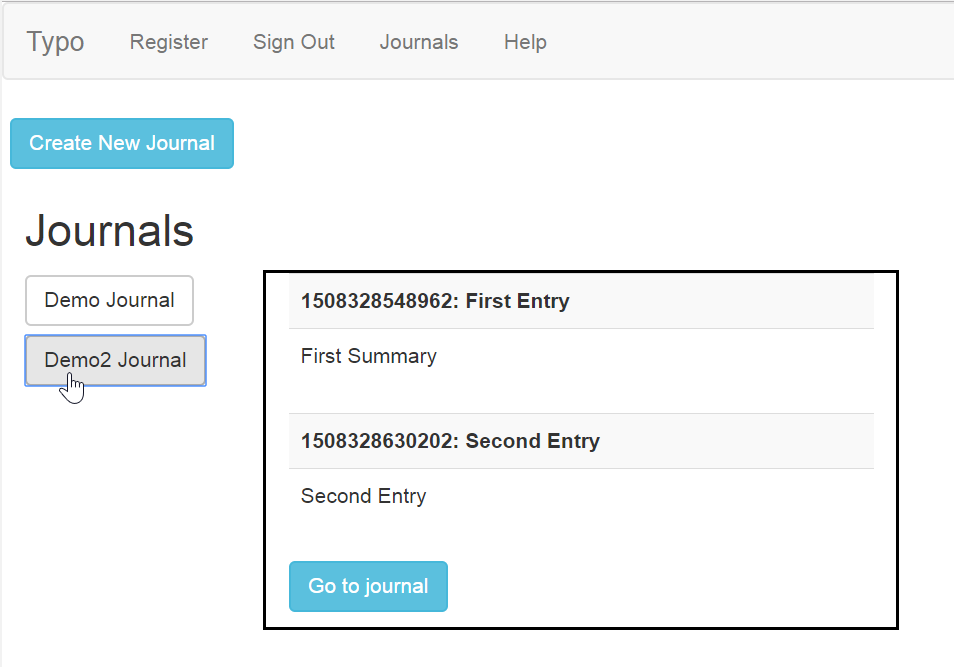 Typo Register Sign Out Journals Help
Create New Journal
Journals
Demo Journal
Demo2 Journal
1508328548962: First Entry
First Summary
1508328630202: Second Entry
Second Entry
Go to journal